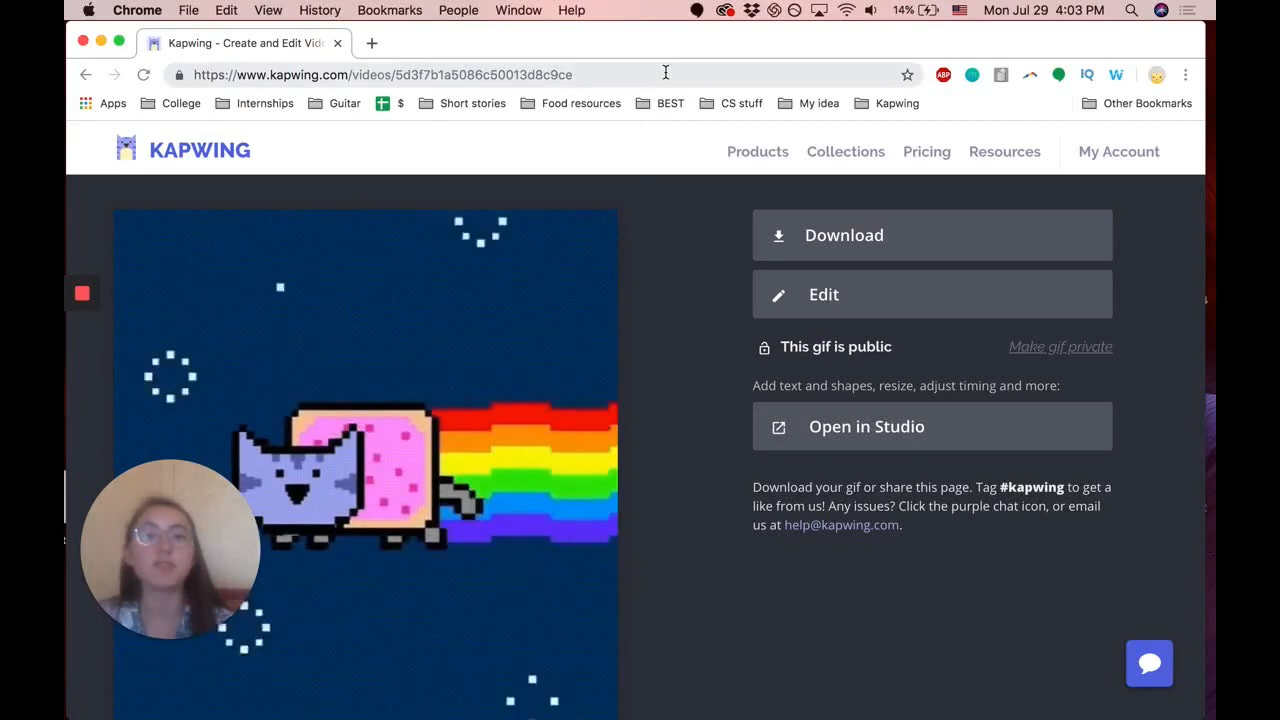 Chrome File Edit View History Bookmarks People Window Help 14% Mon Jul 29 4:03 PM
Kapwing - Create and Edit Vide
https://www.kapwing.com/videos/5d3f7b1a5086c50013d8c9ce ABP IQ W
Apps College Internships Guitar $ Short stories Food resources BEST CS stuff My idea Kapwing Other Bookmarks
KAPWING Products Collections Pricing Resources My Account
Download
Edit
This gif is public Make gif private
Add text and shapes, resize, adjust timing and more:
Open in Studio
Download your gif or share this page. Tag #kapwing to get a
like from us! Any issues? Click the purple chat icon, or email
us at help@kapwing.com.